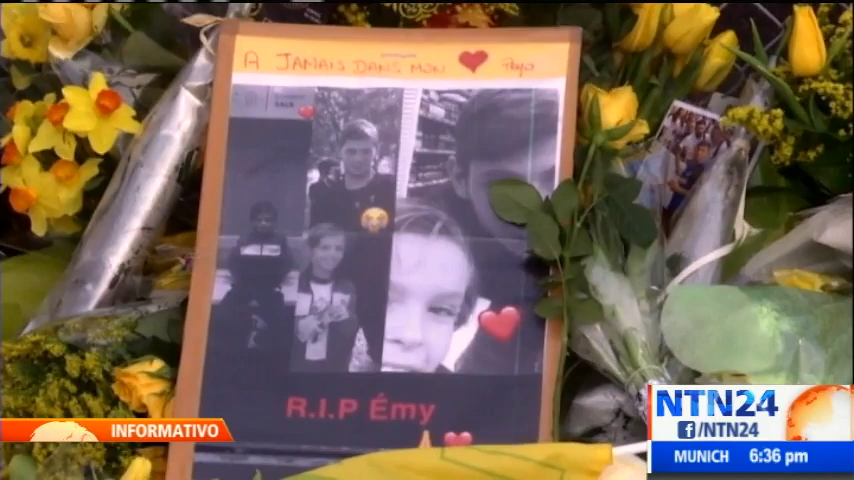 A JAMAIS DANS MON
R.I.P Émy
INFORMATIVO
NTN24
f/NTN24
MUNICH 6:36 pm